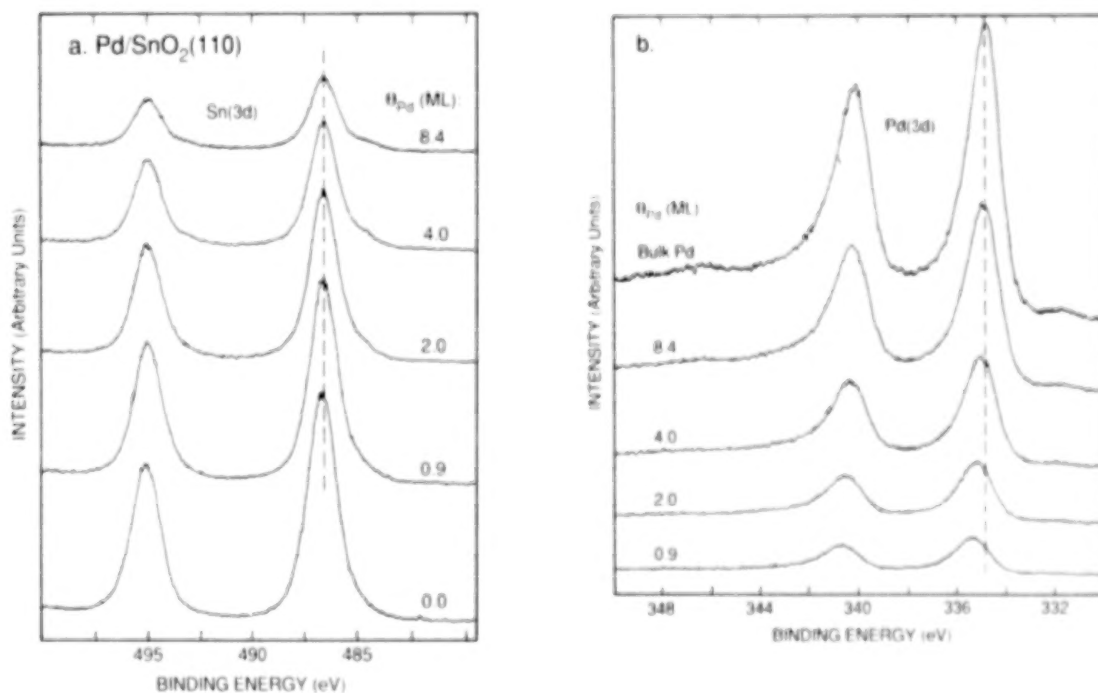 a. Pd/SnO2(110)
Sn(3d)
θPd (ML):
8.4
4.0
2.0
0.9
0.0
INTENSITY (Arbitrary Units)
495
490
485
BINDING ENERGY (eV)
b.
Pd(3d)
θPd (ML)
Bulk Pd
8.4
4.0
2.0
0.9
INTENSITY (Arbitrary Units)
348
344
340
336
332
BINDING ENERGY (eV)